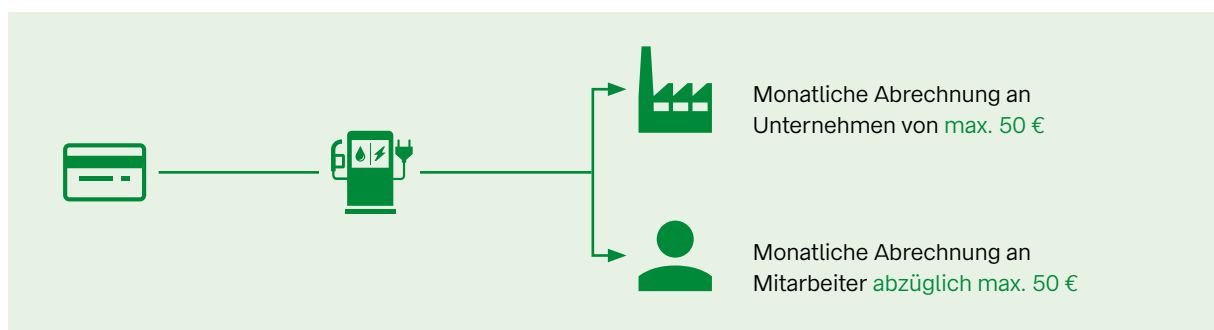 Monatliche Abrechnung an
Unternehmen von max. 50 €
Monatliche Abrechnung an
Mitarbeiter abzüglich max. 50 €